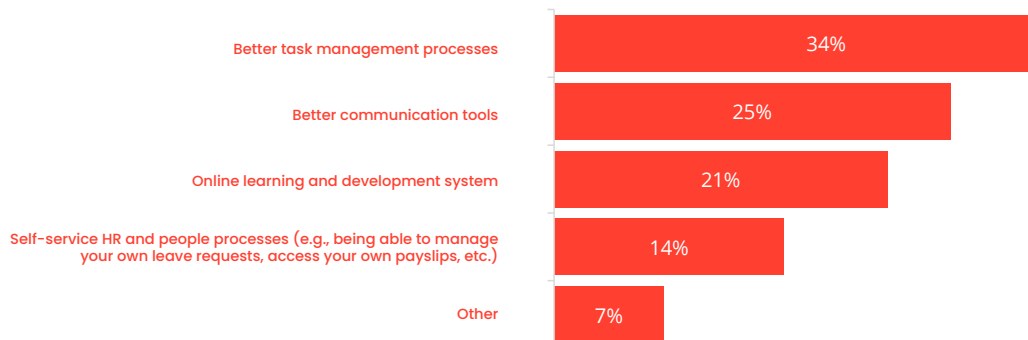 Better task management processes
34%
Better communication tools
25%
Online learning and development system
21%
Self-service HR and people processes (e.g., being able to manage
your own leave requests, access your own payslips, etc.)
14%
Other
7%